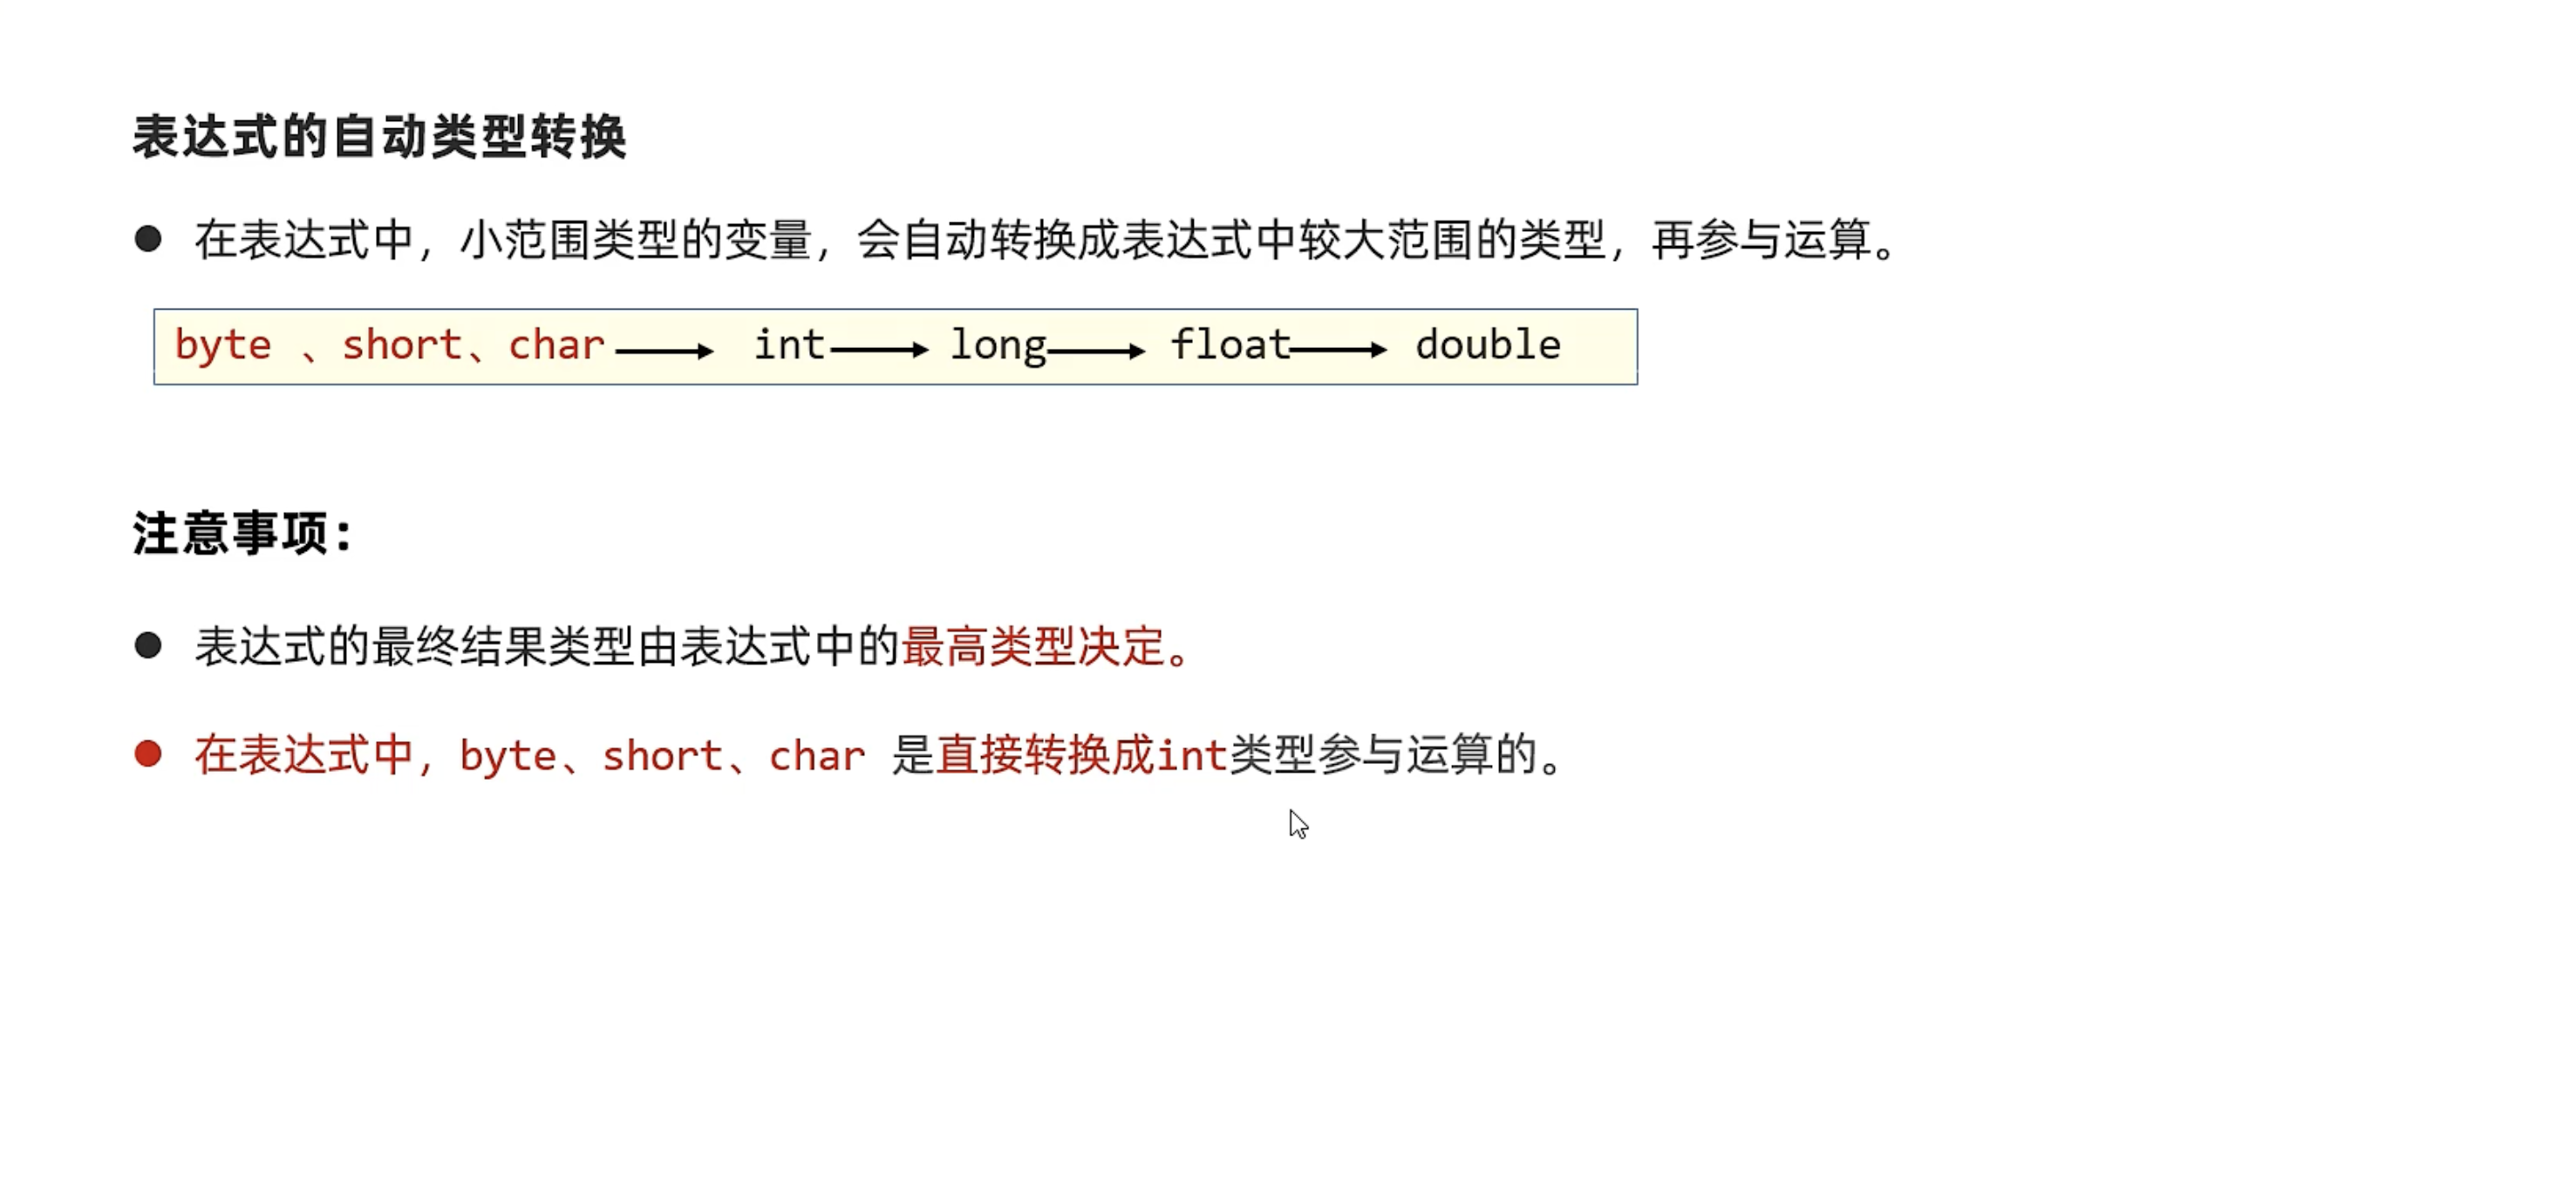 表达式的自动类型转换
在表达式中，小范围类型的变量，会自动转换成表达式中较大范围的类型，再参与运算。
byte 、short、char int long float double
注意事项：
表达式的最终结果类型由表达式中的最高类型决定。
在表达式中，byte、short、char 是直接转换成int类型参与运算的。